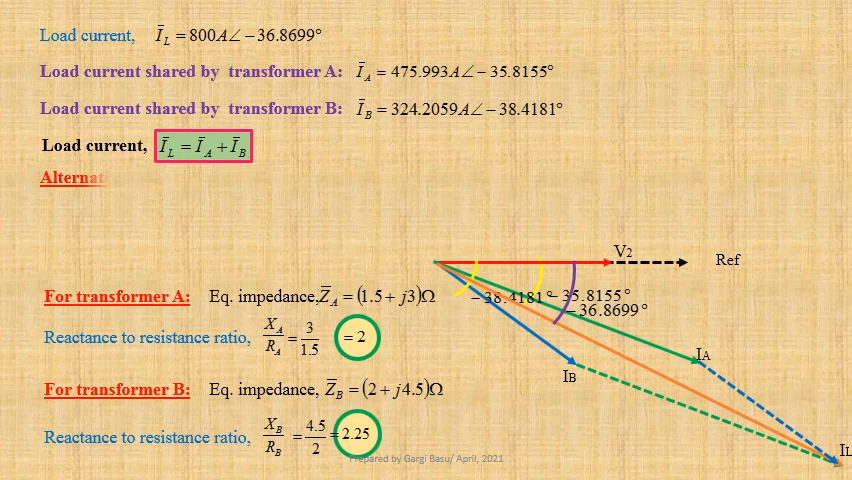 Load current, Ī_L = 800A∠−36.8699°
Load current shared by transformer A: Ī_A = 475.993A∠−35.8155°
Load current shared by transformer B: Ī_B = 324.2059A∠−38.4181°
Load current, Ī_L = Ī_A + Ī_B
Alternat
V2
Ref
For transformer A: Eq. impedance, Z̄_A = (1.5 + j3)Ω
−38.4181°
−35.8155°
−36.8699°
Reactance to resistance ratio, X_A/R_A = 3/1.5 = 2
IA
IB
For transformer B: Eq. impedance, Z̄_B = (2 + j4.5)Ω
Reactance to resistance ratio, X_B/R_B = 4.5/2 = 2.25
IL
Prepared by Gargi Basu/ April, 2021